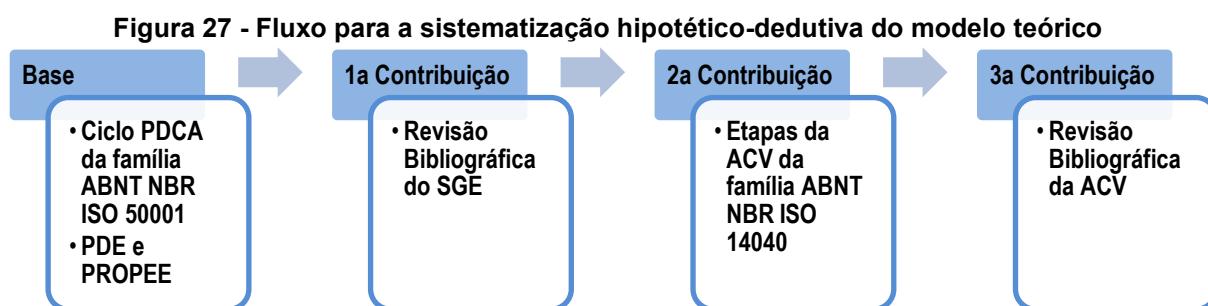 Figura 27 - Fluxo para a sistematização hipotético-dedutiva do modelo teórico
Base
• Ciclo PDCA
da família
ABNT NBR
ISO 50001
• PDE e
PROPEE
1a Contribuição
• Revisão
Bibliográfica
do SGE
2a Contribuição
• Etapas da
ACV da
família ABNT
NBR ISO
14040
3a Contribuição
• Revisão
Bibliográfica
da ACV